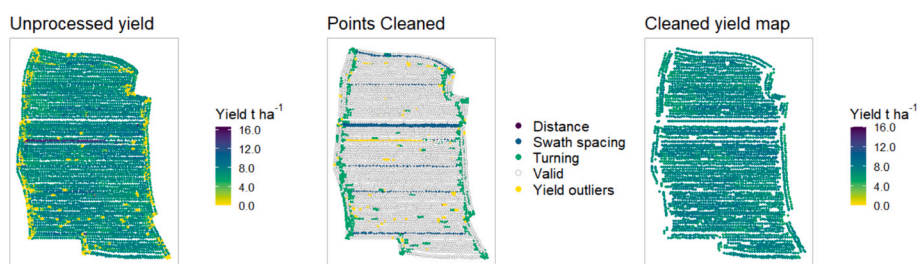 Unprocessed yield
Yield t ha⁻¹
16.0
12.0
8.0
4.0
0.0
Points Cleaned
Distance
Swath spacing
Turning
Valid
Yield outliers
Cleaned yield map
Yield t ha⁻¹
16.0
12.0
8.0
4.0
0.0